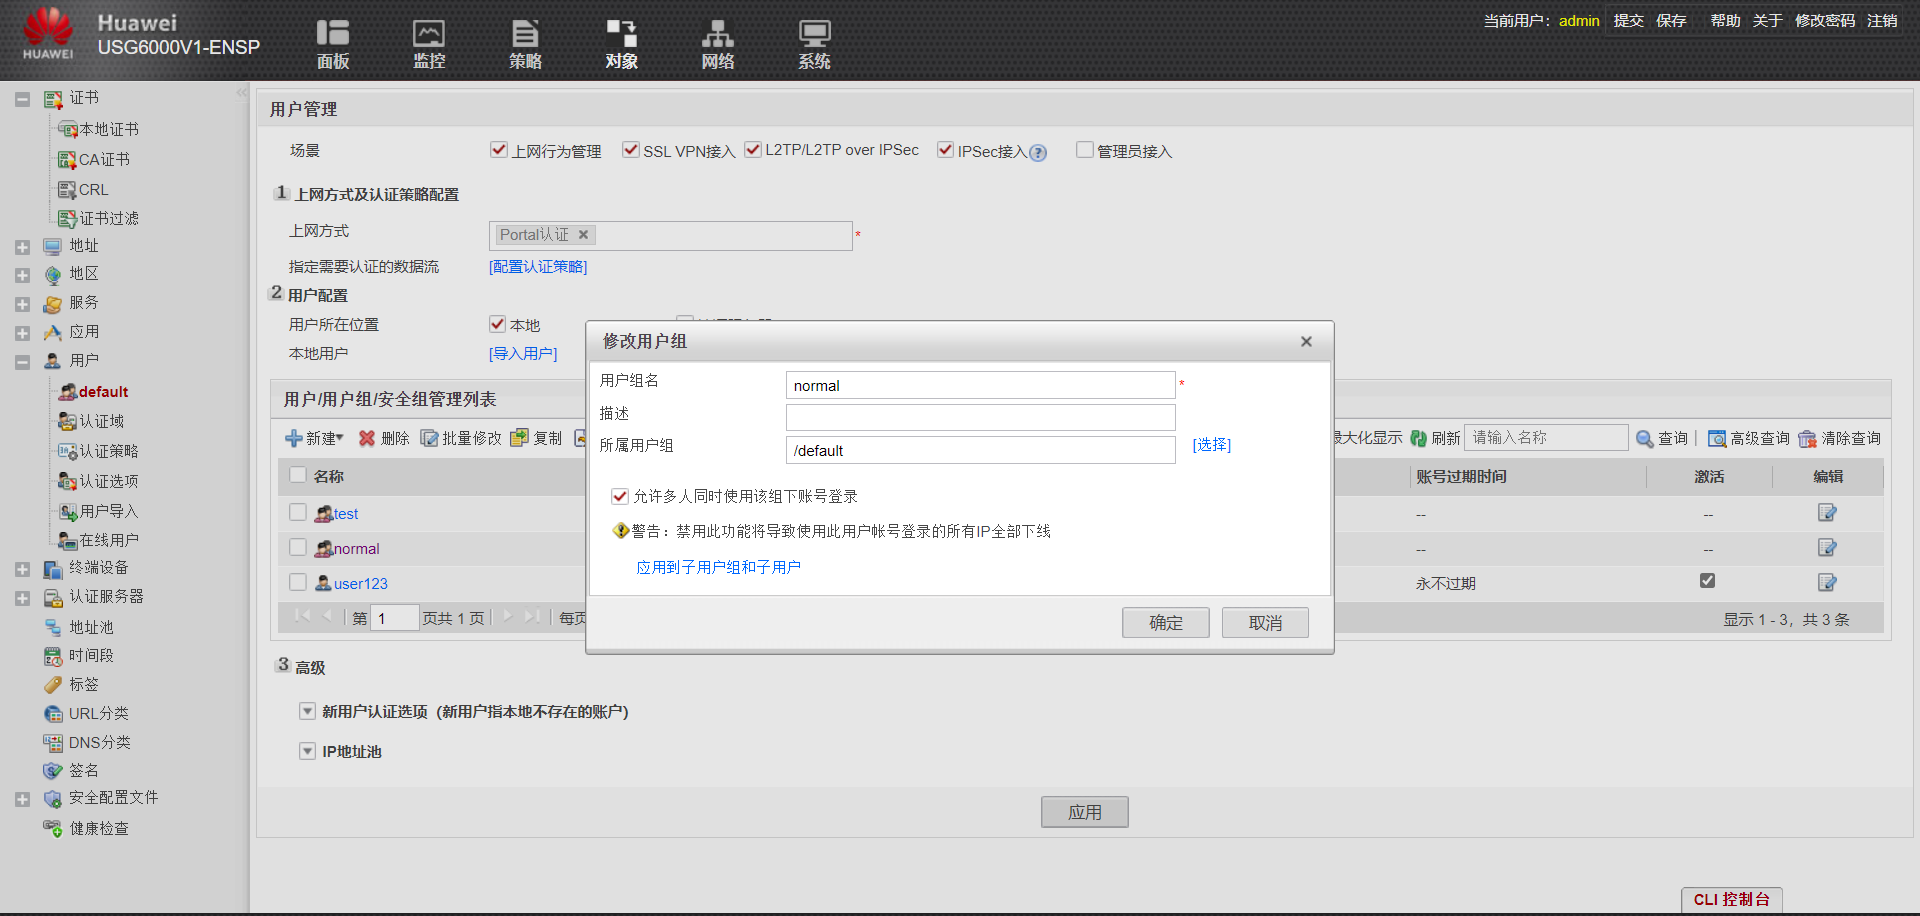 HUAWEI
Huawei
USG6000V1-ENSP
面板 监控 策略 对象 网络 系统
当前用户：admin 提交 保存 帮助 关于 修改密码 注销
证书
本地证书
CA证书
CRL
证书过滤
地址
地区
服务
应用
用户
default
认证域
认证策略
认证选项
用户导入
在线用户
终端设备
认证服务器
地址池
时间段
标签
URL分类
DNS分类
签名
安全配置文件
健康检查
用户管理
场景 上网行为管理 SSL VPN接入 L2TP/L2TP over IPSec IPSec接入 管理员接入
1 上网方式及认证策略配置
上网方式 Portal认证 *
指定需要认证的数据流 [配置认证策略]
2 用户配置
用户所在位置 本地
本地用户 [导入用户]
用户/用户组/安全组管理列表
新建 删除 批量修改 复制 最大化显示 刷新 请输入名称 查询 高级查询 清除查询
名称 账号过期时间 激活 编辑
test -- --
normal -- --
user123 永不过期
第 1 页共 1 页 每页 显示 1 - 3，共 3 条
修改用户组
用户组名 normal *
描述
所属用户组 /default [选择]
允许多人同时使用该组下账号登录
警告：禁用此功能将导致使用此用户帐号登录的所有IP全部下线
应用到子用户组和子用户
确定 取消
3 高级
新用户认证选项（新用户指本地不存在的账户）
IP地址池
应用
CLI 控制台